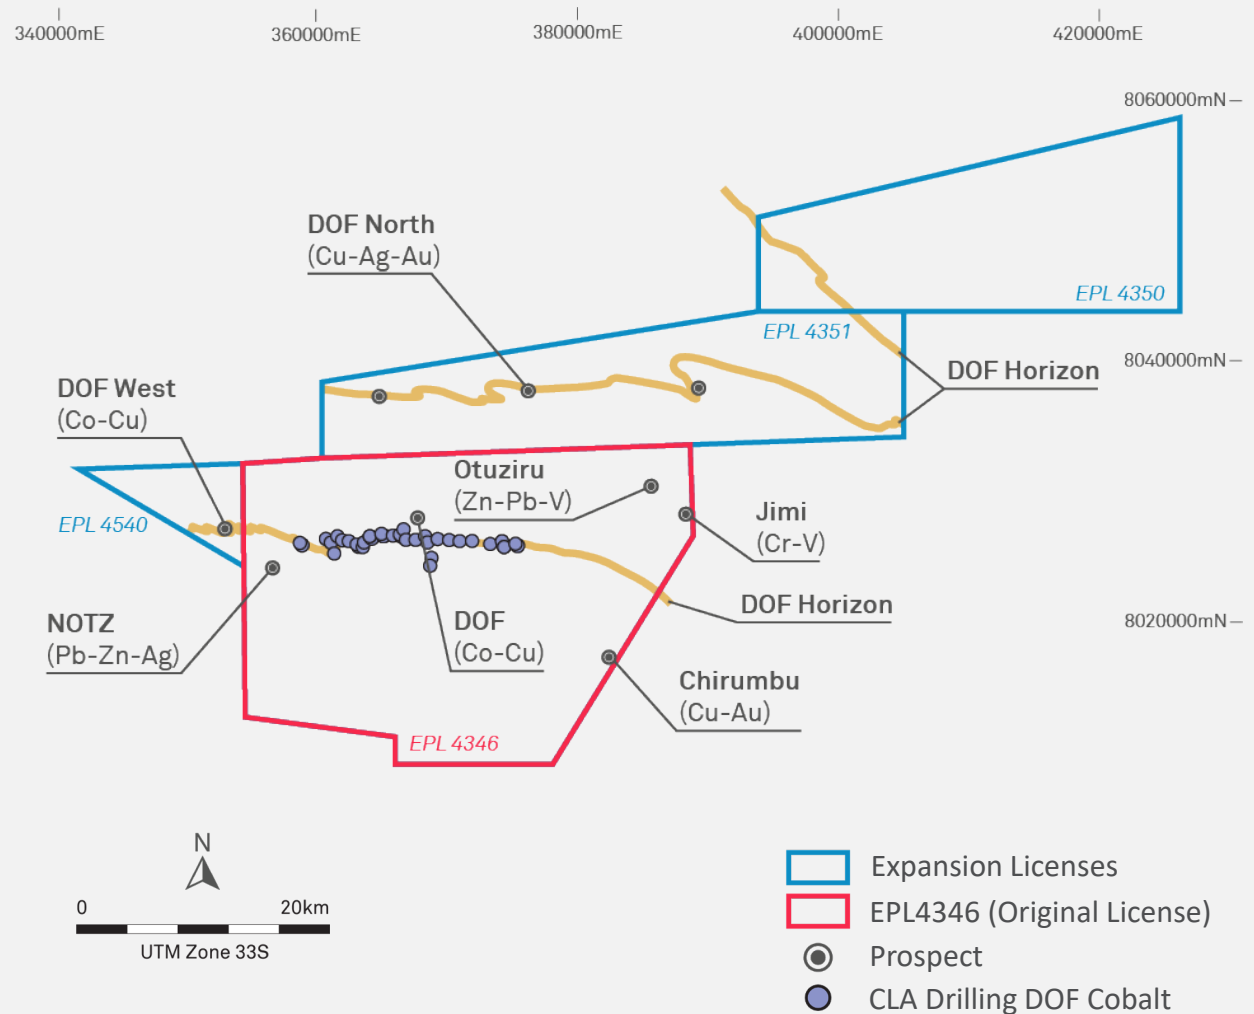 340000mE
360000mE
380000mE
400000mE
420000mE
8060000mN
DOF North
(Cu-Ag-Au)
EPL 4350
EPL 4351
8040000mN
DOF Horizon
DOF West
(Co-Cu)
Otuziru
(Zn-Pb-V)
EPL 4540
Jimi
(Cr-V)
DOF Horizon
8020000mN
NOTZ
(Pb-Zn-Ag)
DOF
(Co-Cu)
Chirumbu
(Cu-Au)
EPL 4346
N
0 20km
UTM Zone 33S
Expansion Licenses
EPL4346 (Original License)
Prospect
CLA Drilling DOF Cobalt